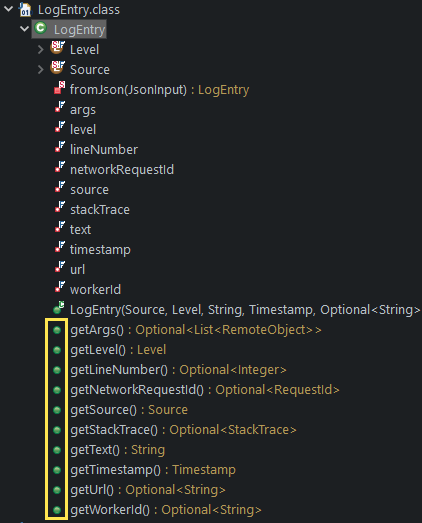 LogEntry.class
LogEntry
Level
Source
fromJson(JsonInput) : LogEntry
args
level
lineNumber
networkRequestId
source
stackTrace
text
timestamp
url
workerId
LogEntry(Source, Level, String, Timestamp, Optional<String>
getArgs() : Optional<List<RemoteObject>>
getLevel() : Level
getLineNumber() : Optional<Integer>
getNetworkRequestId() : Optional<RequestId>
getSource() : Source
getStackTrace() : Optional<StackTrace>
getText() : String
getTimestamp() : Timestamp
getUrl() : Optional<String>
getWorkerId() : Optional<String>